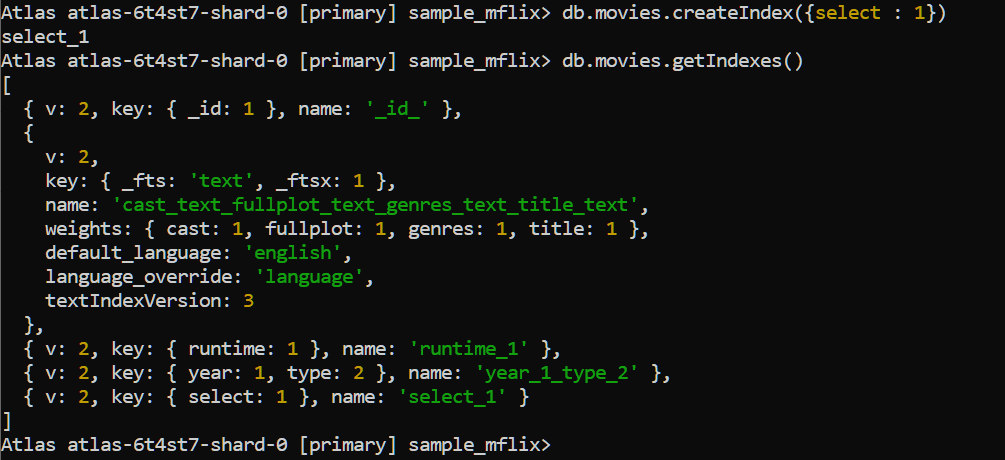 Atlas atlas-6t4st7-shard-0 [primary] sample_mflix> db.movies.createIndex({select : 1})
select_1
Atlas atlas-6t4st7-shard-0 [primary] sample_mflix> db.movies.getIndexes()
[
  { v: 2, key: { _id: 1 }, name: '_id_' },
  {
    v: 2,
    key: { _fts: 'text', _ftsx: 1 },
    name: 'cast_text_fullplot_text_genres_text_title_text',
    weights: { cast: 1, fullplot: 1, genres: 1, title: 1 },
    default_language: 'english',
    language_override: 'language',
    textIndexVersion: 3
  },
  { v: 2, key: { runtime: 1 }, name: 'runtime_1' },
  { v: 2, key: { year: 1, type: 2 }, name: 'year_1_type_2' },
  { v: 2, key: { select: 1 }, name: 'select_1' }
]
Atlas atlas-6t4st7-shard-0 [primary] sample_mflix>